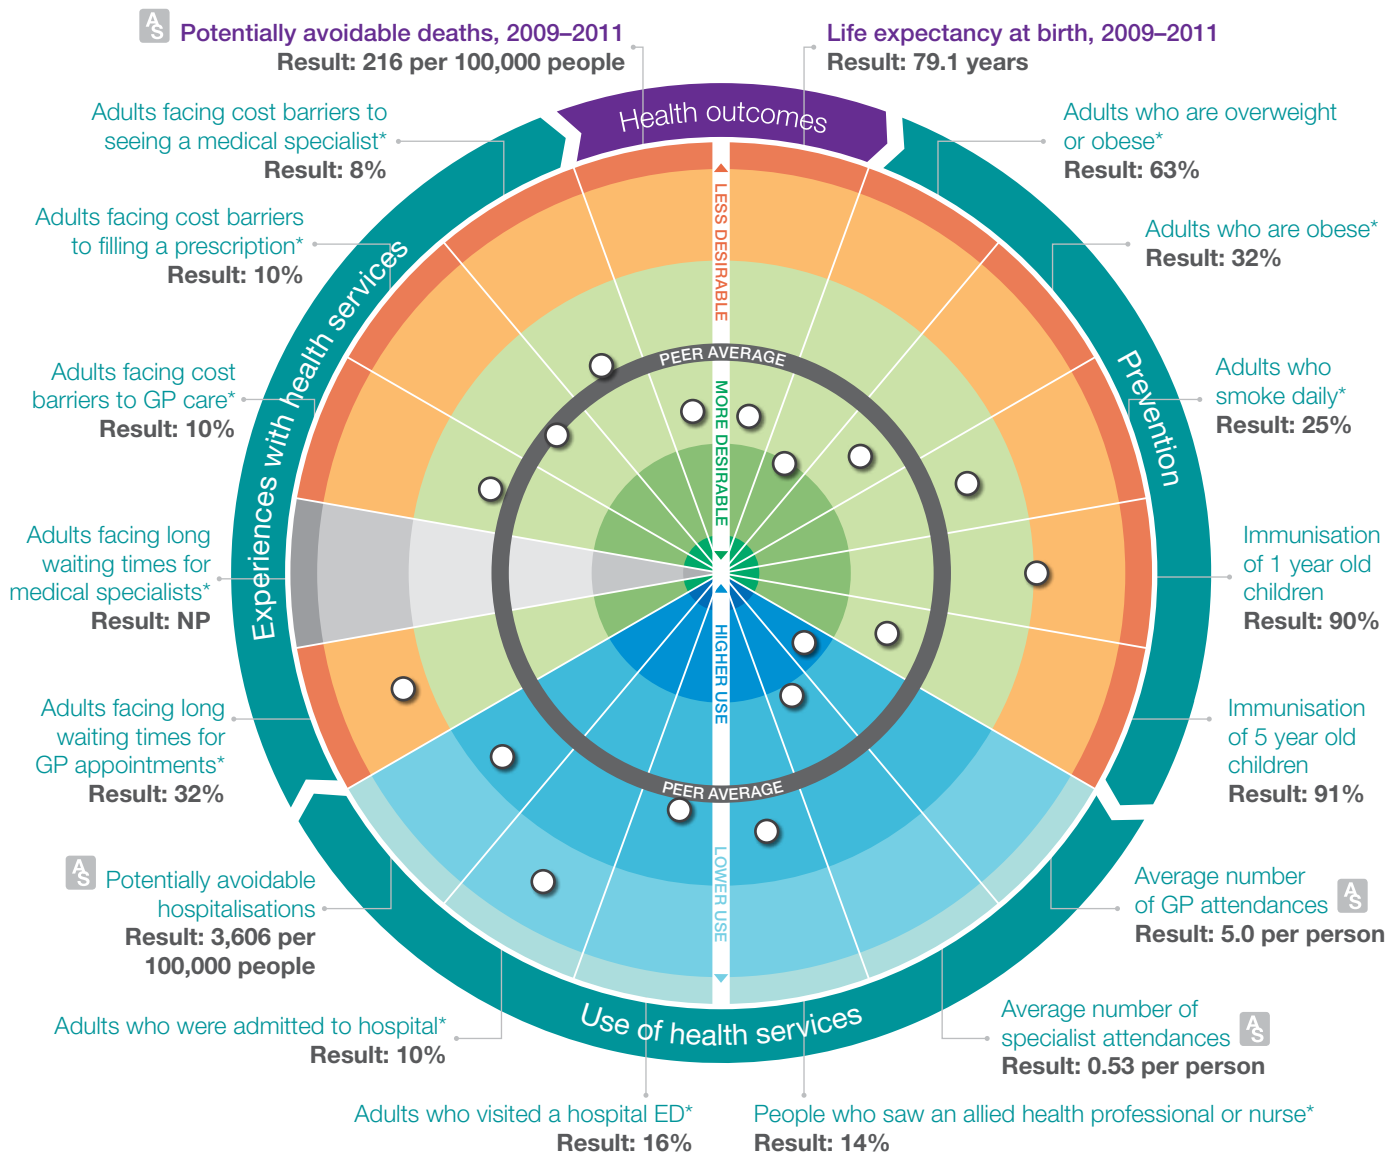 AS Potentially avoidable deaths, 2009–2011
Result: 216 per 100,000 people
Life expectancy at birth, 2009–2011
Result: 79.1 years
Health outcomes
Adults facing cost barriers to
seeing a medical specialist*
Result: 8%
Adults who are overweight
or obese*
Result: 63%
Adults facing cost barriers
to filling a prescription*
Result: 10%
Adults who are obese*
Result: 32%
Experiences with health services
Prevention
LESS DESIRABLE
PEER AVERAGE
MORE DESIRABLE
Adults facing cost
barriers to GP care*
Result: 10%
Adults who
smoke daily*
Result: 25%
Adults facing long
waiting times for
medical specialists*
Result: NP
Immunisation
of 1 year old
children
Result: 90%
HIGHER USE
PEER AVERAGE
LOWER USE
Adults facing long
waiting times for
GP appointments*
Result: 32%
Immunisation
of 5 year old
children
Result: 91%
AS Potentially avoidable
hospitalisations
Result: 3,606 per
100,000 people
Average number
of GP attendances AS
Result: 5.0 per person
Use of health services
Adults who were admitted to hospital*
Result: 10%
Average number of
specialist attendances AS
Result: 0.53 per person
Adults who visited a hospital ED*
Result: 16%
People who saw an allied health professional or nurse*
Result: 14%